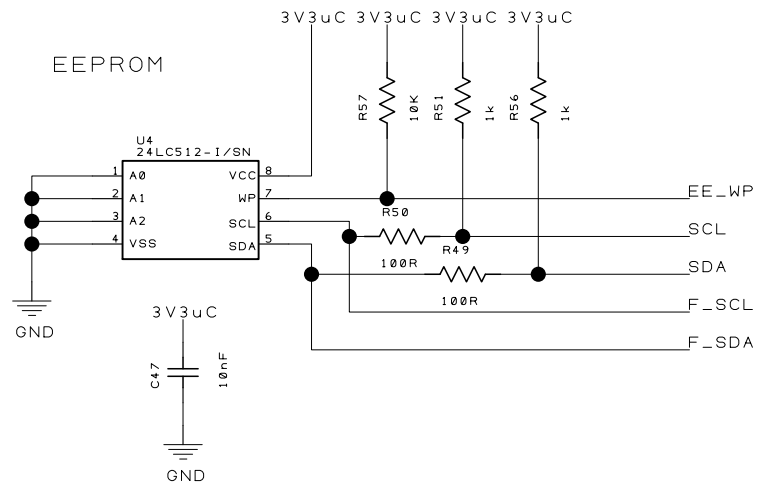 3V3uC 3V3uC 3V3uC 3V3uC
EEPROM
R57 10K R51 1k R56 1k
U4
24LC512-I/SN
1 A0 VCC 8
2 A1 WP 7 EE_WP
R50
3 A2 SCL 6 SCL
R49
4 VSS SDA 5
100R SDA
100R
F_SCL
GND
3V3uC
F_SDA
C47 10nF
GND